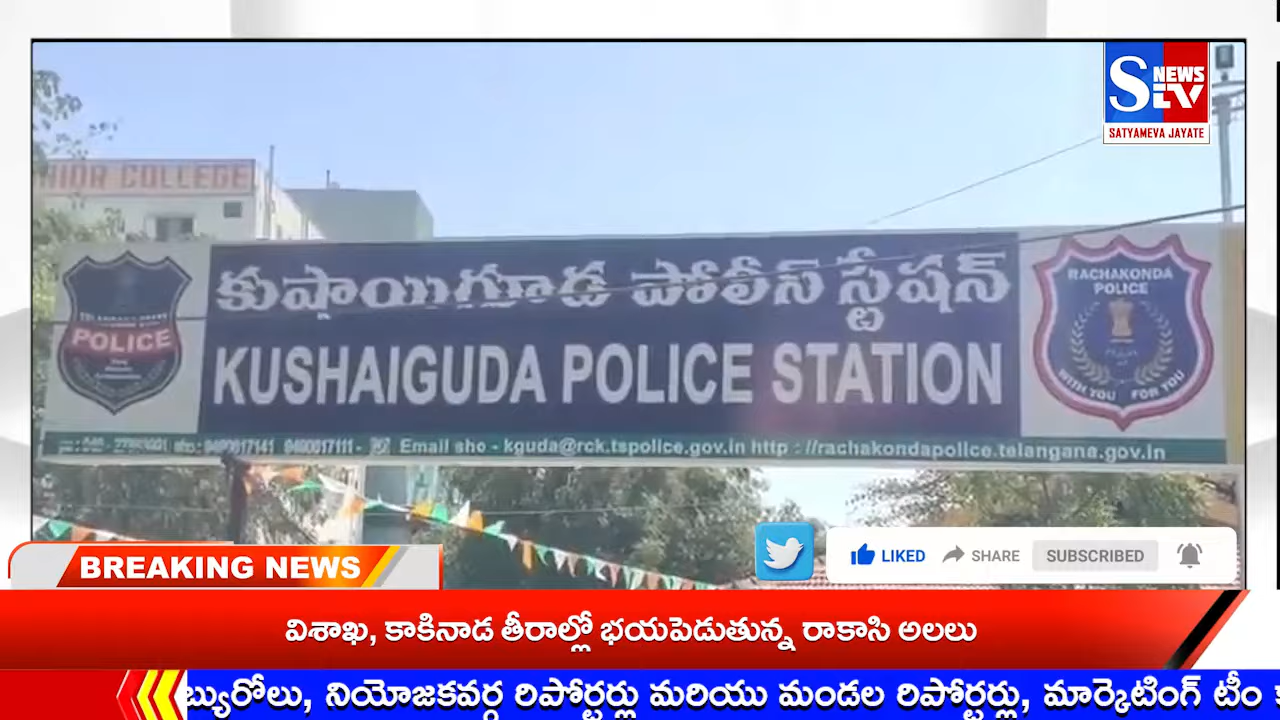 S NEWS TV
SATYAMEVA JAYATE
NIOR COLLEGE
కుషాయిగూడ పోలీస్ స్టేషన్
KUSHAIGUDA POLICE STATION
POLICE
RACHAKONDA
POLICE
WITH YOU FOR YOU
9490617141 9490617111 - Email sho - kguda@rck.tspolice.gov.in http : //rachakondapolice.telangana.gov.in
LIKED SHARE SUBSCRIBED
BREAKING NEWS
విశాఖ, కాకినాడ తీరాల్లో భయపెడుతున్న రాకాసి అలలు
బ్యురోలు, నియోజకవర్గ రిపోర్టర్లు మరియు మండల రిపోర్టర్లు, మార్కెటింగ్ టీం